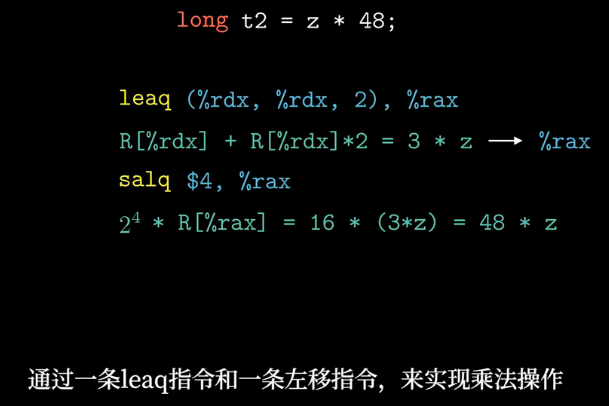 long t2 = z * 48;
leaq (%rdx, %rdx, 2), %rax
R[%rdx] + R[%rdx]*2 = 3 * z ⟶ %rax
salq $4, %rax
2⁴ * R[%rax] = 16 * (3*z) = 48 * z
通过一条leaq指令和一条左移指令，来实现乘法操作